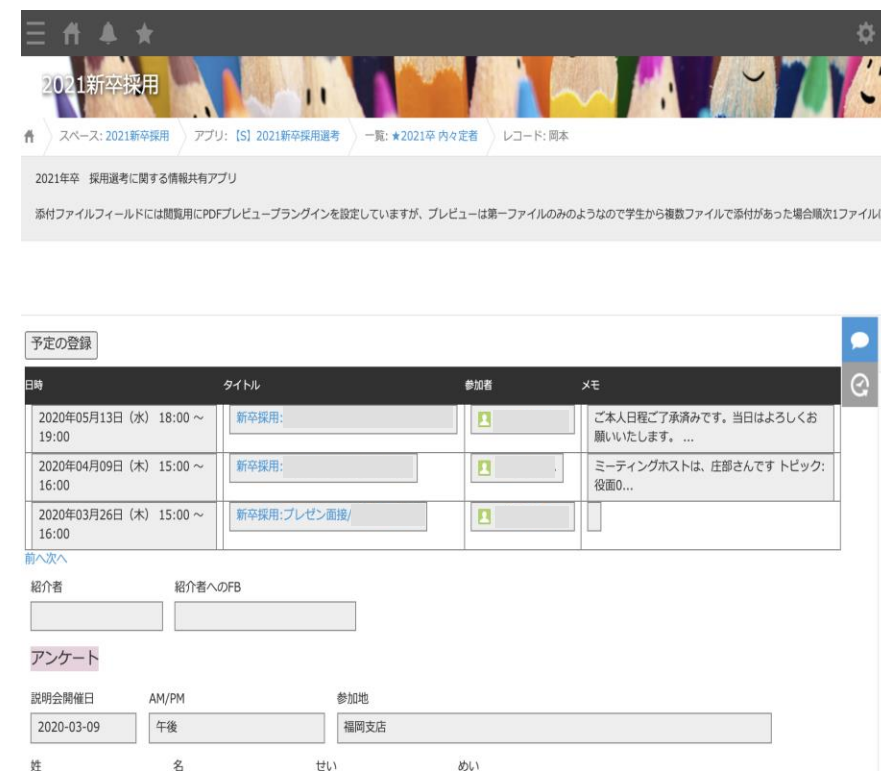 2021新卒採用
スペース: 2021新卒採用 アプリ: 【S】2021新卒採用選考 一覧: ★2021卒 内々定者 レコード: 岡本
2021年卒 採用選考に関する情報共有アプリ
添付ファイルフィールドには閲覧用にPDFプレビュープラングインを設定していますが、プレビューは第一ファイルのみのようなので学生から複数ファイルで添付があった場合順次1ファイルに
予定の登録
日時 タイトル 参加者 メモ
2020年05月13日（水） 18:00 ～ 新卒採用: ご本人日程ご了承済みです。当日はよろしくお
19:00 願いいたします。 ...
2020年04月09日（木） 15:00 ～ 新卒採用: ミーティングホストは、庄部さんです トピック:
16:00 役面0...
2020年03月26日（木） 15:00 ～ 新卒採用:プレゼン面接/
16:00
前へ次へ
紹介者 紹介者へのFB
アンケート
説明会開催日 AM/PM 参加地
2020-03-09 午後 福岡支店
姓 名 せい めい